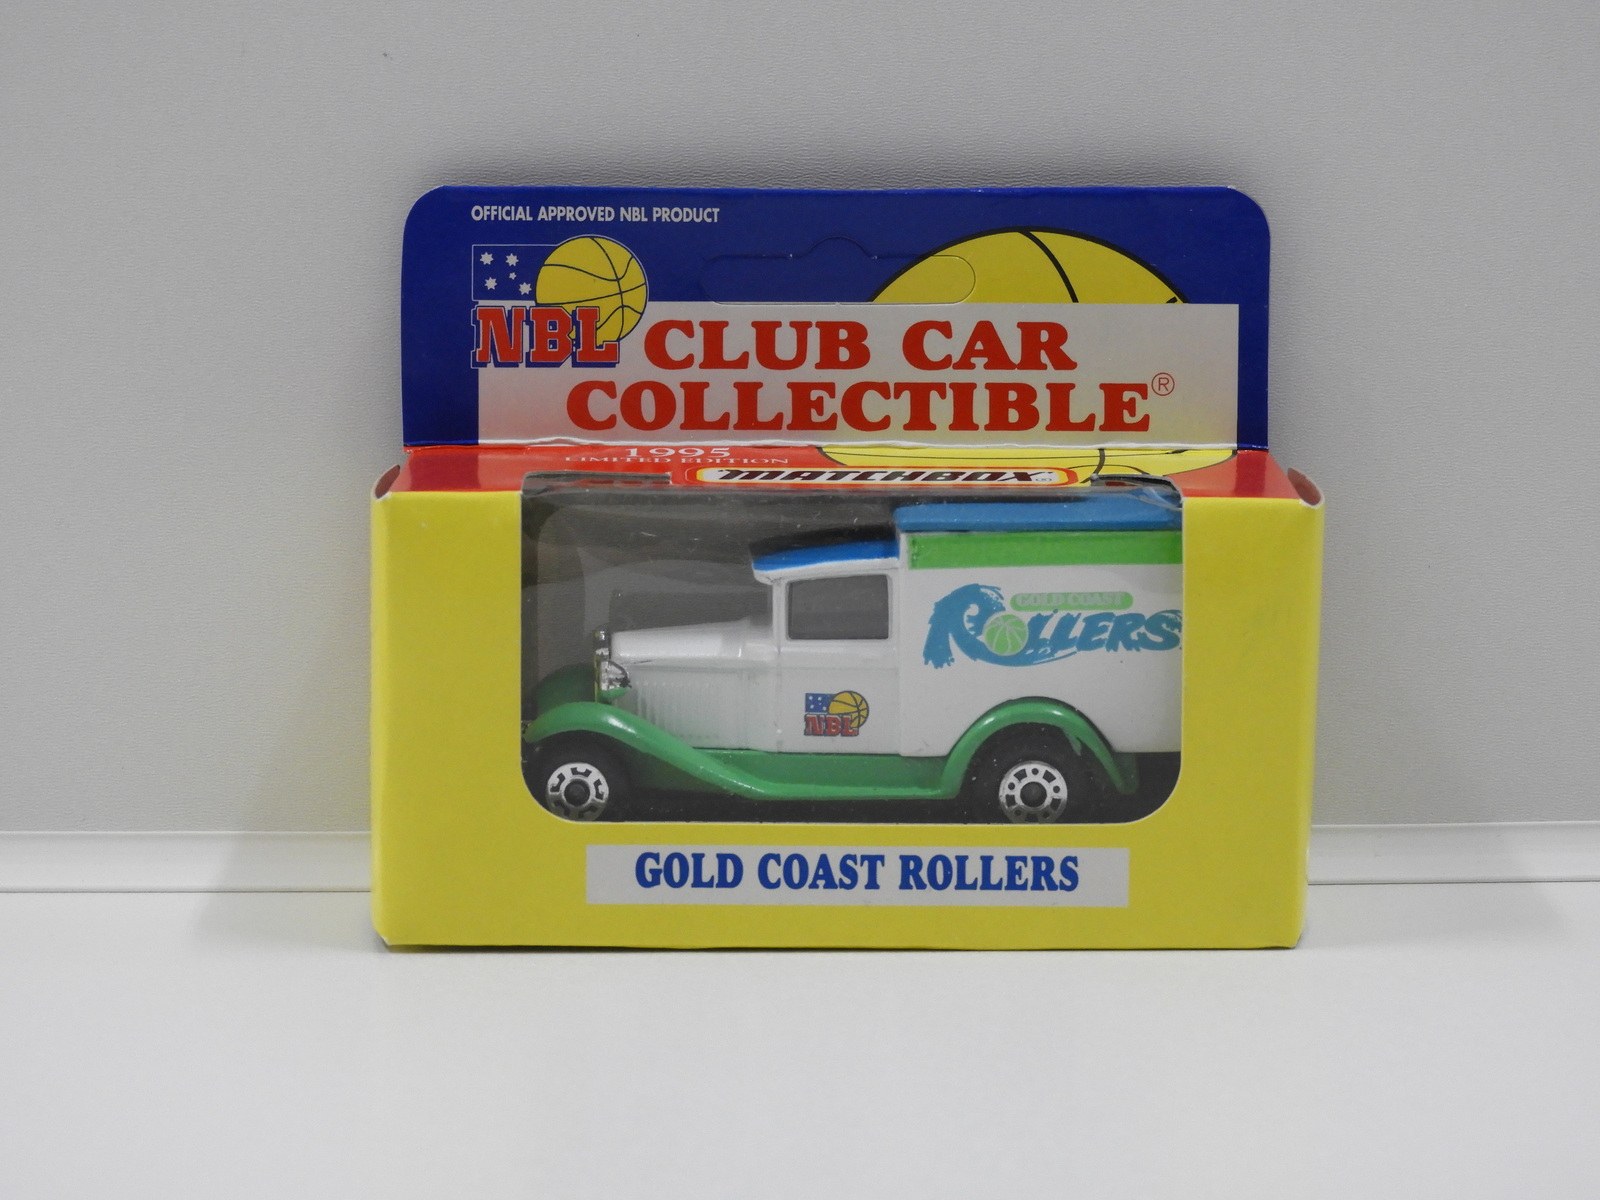 OFFICIAL APPROVED NBL PRODUCT
NBL
CLUB CAR
COLLECTIBLE®
1995
LIMITED EDITION
MATCHBOX®
GOLD COAST
ROLLERS
NBL
GOLD COAST ROLLERS